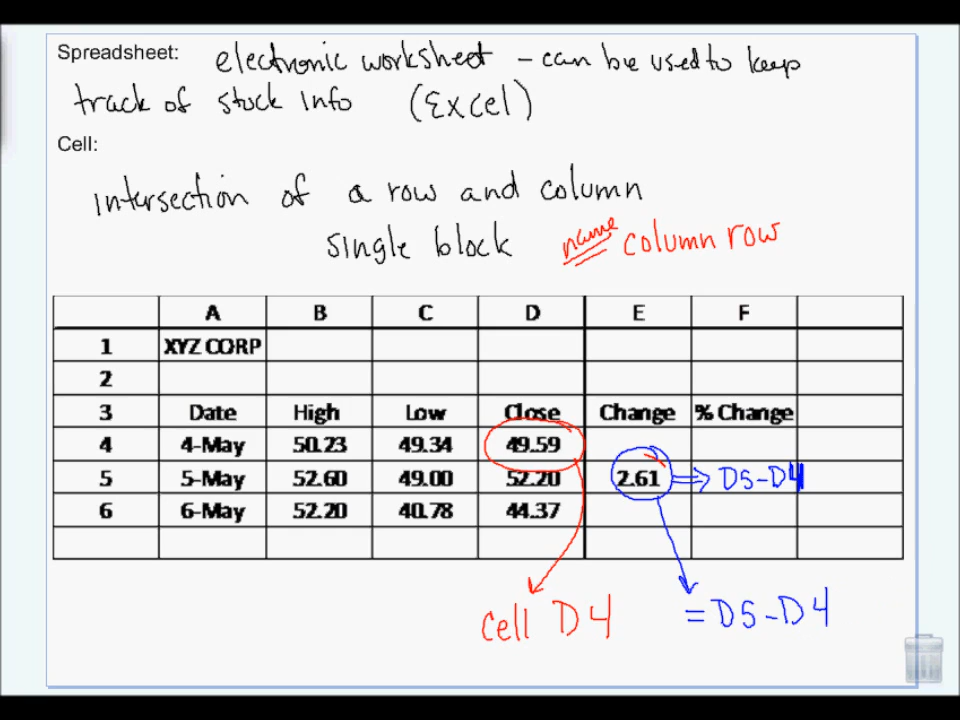 Spreadsheet: electronic worksheet - can be used to keep
track of stock info (Excel)
Cell:
intersection of a row and column
single block name column row
A B C D E F
1 XYZ CORP
2
3 Date High Low Close Change % Change
4 4-May 50.23 49.34 49.59
5 5-May 52.60 49.00 52.20 2.61 ⇒ D5-D4
6 6-May 52.20 40.78 44.37
cell D4 = D5-D4